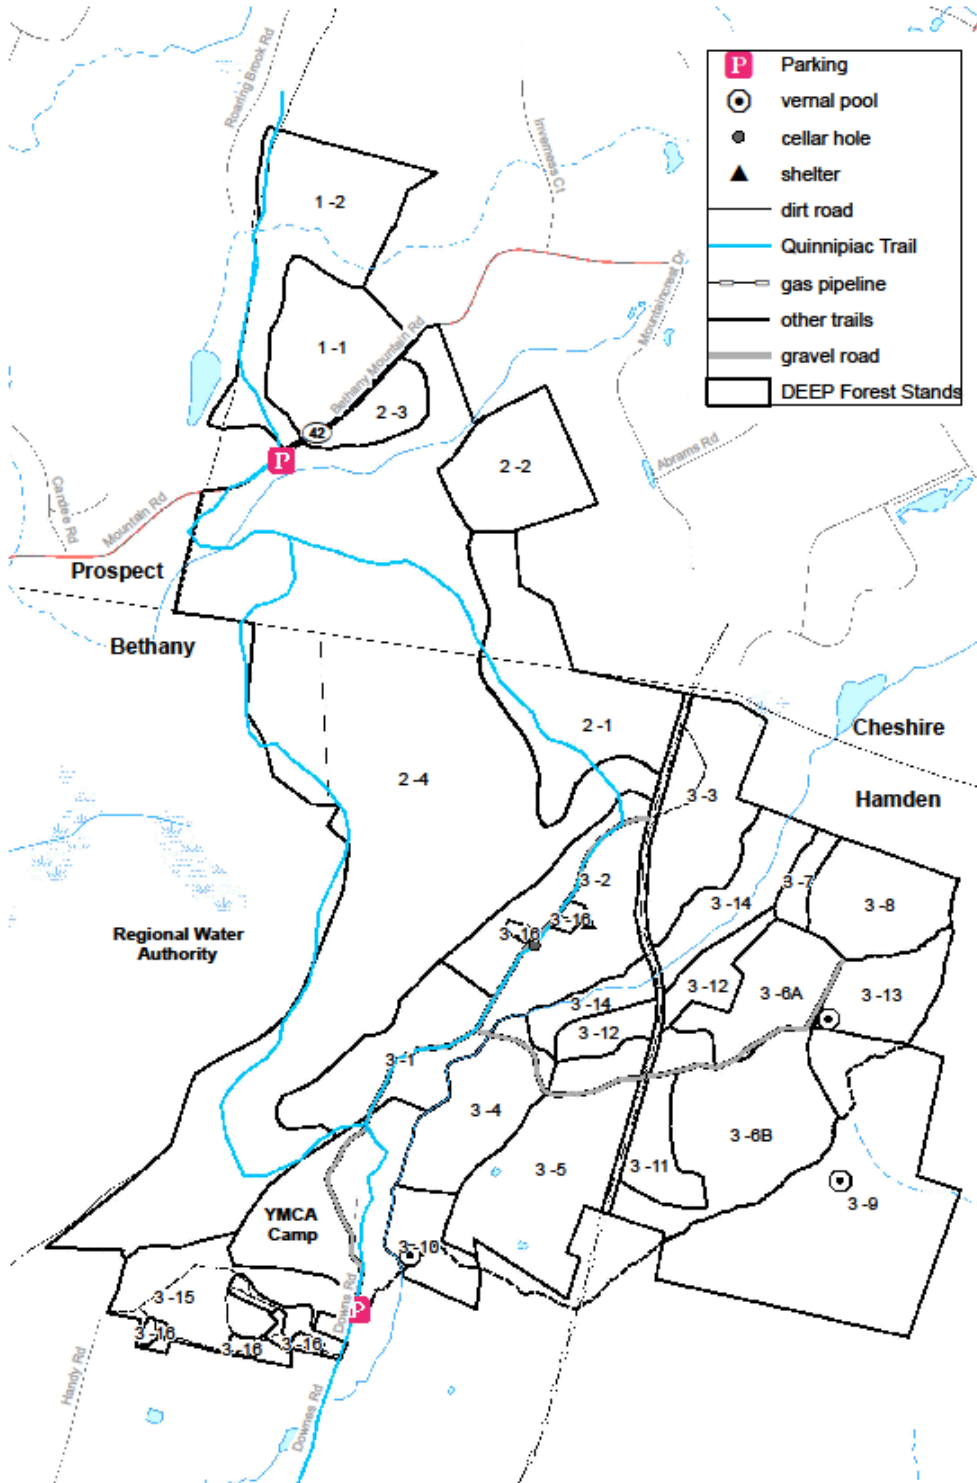 Roaring Brook Rd
P Parking
vernal pool
cellar hole
shelter
dirt road
Quinnipiac Trail
gas pipeline
other trails
gravel road
DEEP Forest Stands
Inverness Ct
1 -2
Mountaincrest Dr
1 -1
Bethany Mountain Rd
2 -3
42
P
2 -2
Abrams Rd
Candee Rd
Mountain Rd
Prospect
Bethany
2 -1
Cheshire
2 -4
3 -3
Hamden
3 -2
3 -7
3 -14
3 -8
3 -16
3 -16
Regional Water
Authority
3 -12
3 -6A
3 -13
3 -14
3 -12
3 -1
3 -4
3 -6B
3 -5
3 -11
3 -9
YMCA
Camp
3 -10
3 -15
Downs Rd
P
3 -16
3 -16
3 -16
Handy Rd
Downes Rd